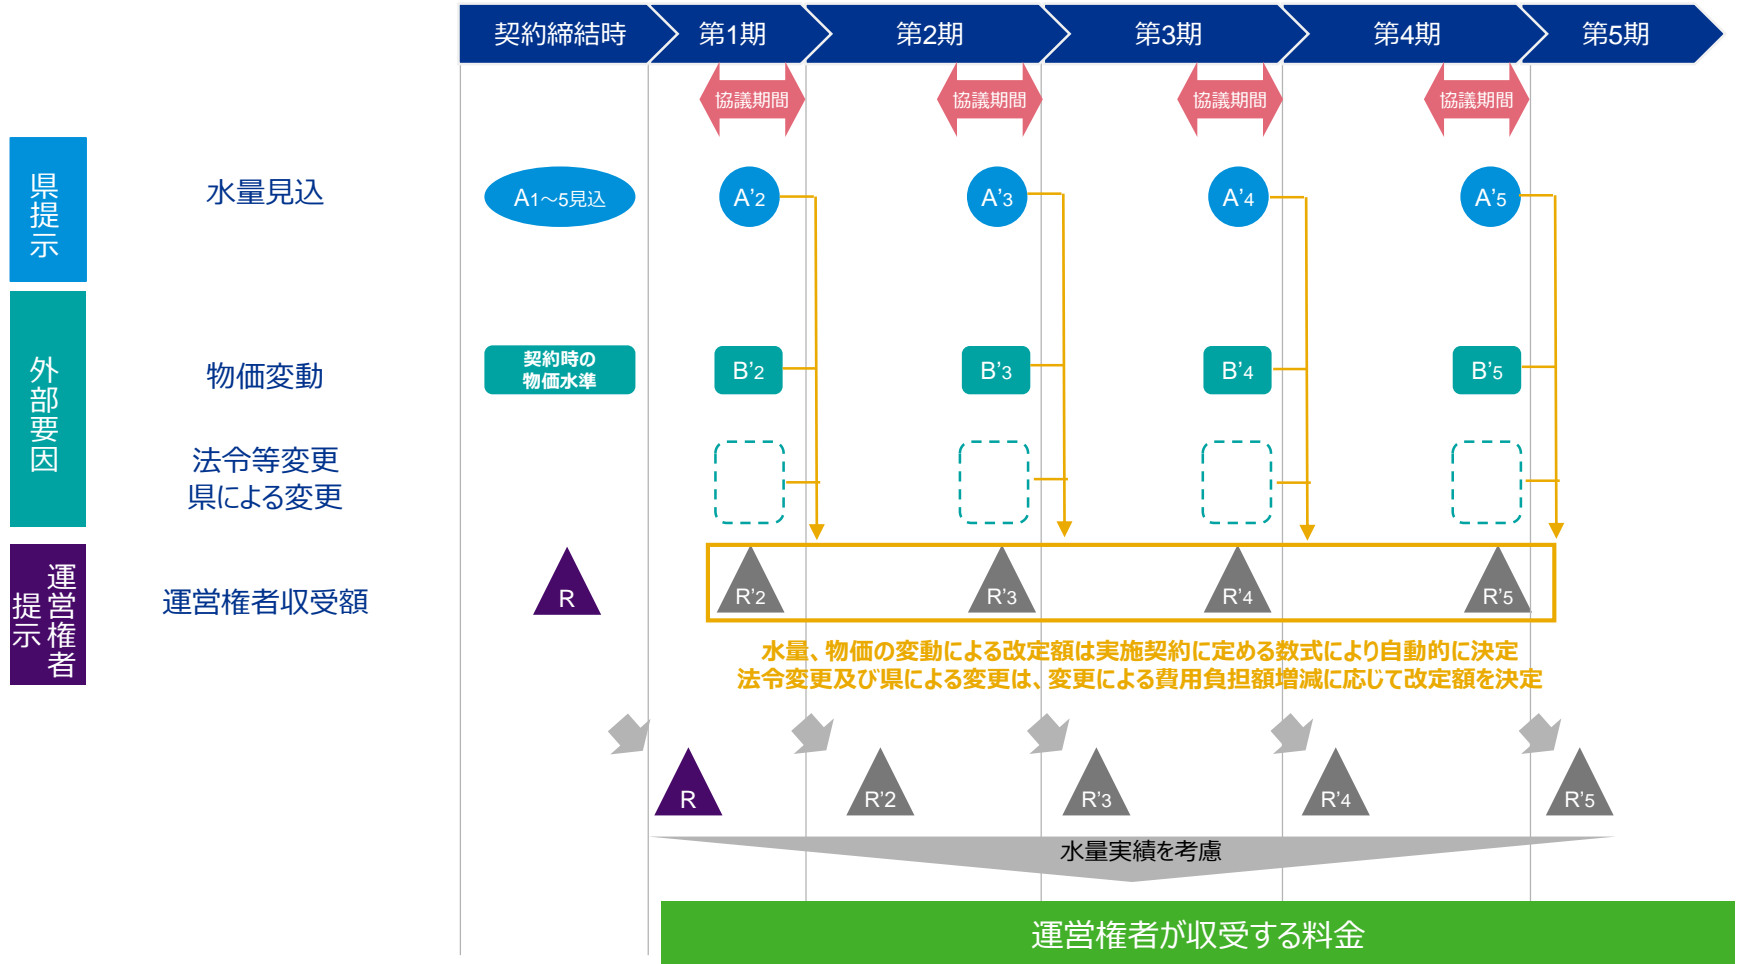 契約締結時
第1期
第2期
第3期
第4期
第5期
協議期間
協議期間
協議期間
協議期間
県提示
水量見込
A1～5見込
A'2
A'3
A'4
A'5
外部要因
物価変動
契約時の
物価水準
B'2
B'3
B'4
B'5
法令等変更
県による変更
運営権者
提示
運営権者収受額
R
R'2
R'3
R'4
R'5
水量、物価の変動による改定額は実施契約に定める数式により自動的に決定
法令変更及び県による変更は、変更による費用負担額増減に応じて改定額を決定
R
R'2
R'3
R'4
R'5
水量実績を考慮
運営権者が収受する料金